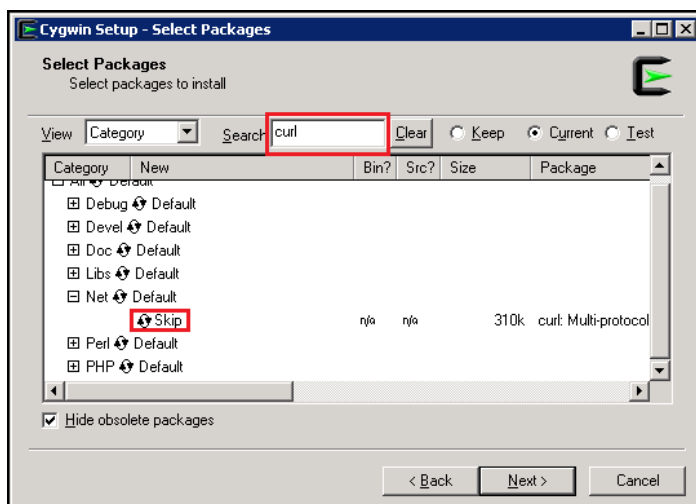 Cygwin Setup - Select Packages
Select Packages
Select packages to install
View Category Search curl Clear Keep Current Test
Category New Bin? Src? Size Package
All Default
Debug Default
Devel Default
Doc Default
Libs Default
Net Default
Skip n/a n/a 310k curl: Multi-protocol
Perl Default
PHP Default
Hide obsolete packages
< Back Next > Cancel